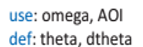 use: omega, AOI
def: theta, dtheta